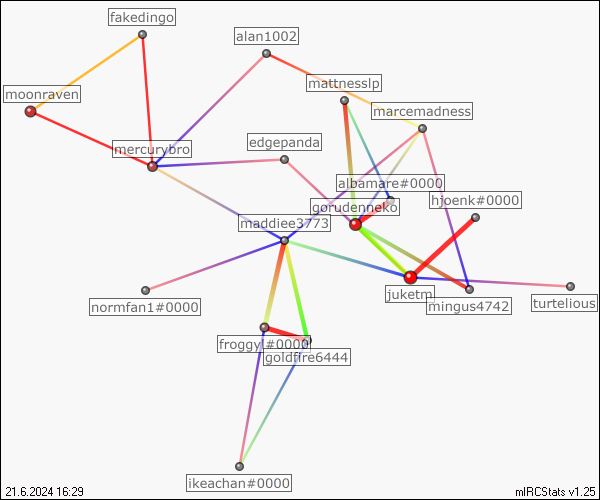 fakedingo
alan1002
mattnesslp
moonraven
marcemadness
mercurybro
edgepanda
albamare#0000
hjoenk#0000
gorudenneko
maddiee3773
juketm
mingus4742
turtelious
normfan1#0000
froggyt#0000
goldfire6444
ikeachan#0000
21.6.2024 16:29
mIRCStats v1.25